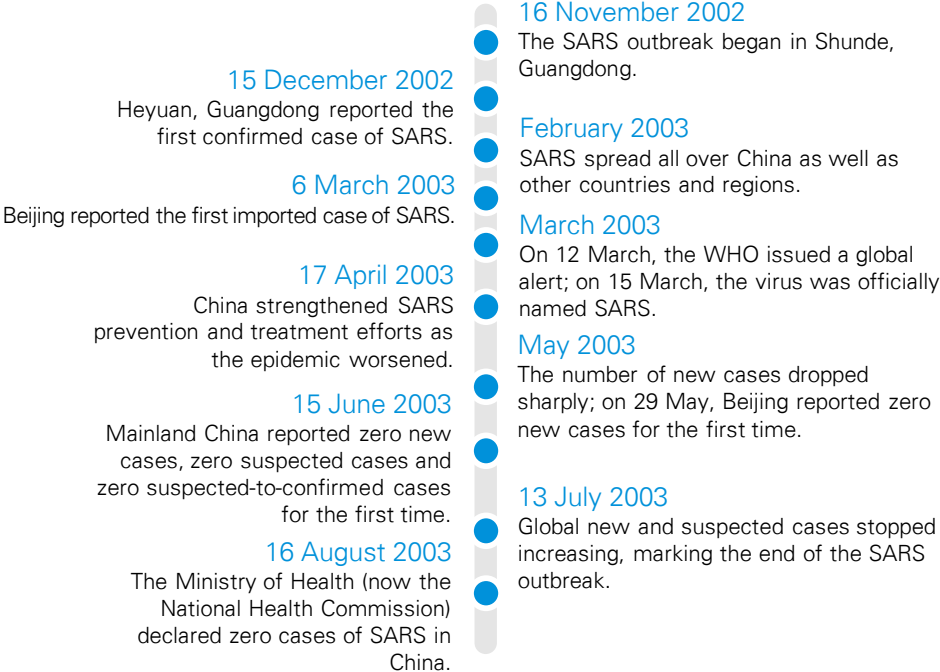 16 November 2002
The SARS outbreak began in Shunde,
Guangdong.
15 December 2002
Heyuan, Guangdong reported the
first confirmed case of SARS.
February 2003
SARS spread all over China as well as
other countries and regions.
6 March 2003
Beijing reported the first imported case of SARS.
March 2003
On 12 March, the WHO issued a global
alert; on 15 March, the virus was officially
named SARS.
17 April 2003
China strengthened SARS
prevention and treatment efforts as
the epidemic worsened.
May 2003
The number of new cases dropped
sharply; on 29 May, Beijing reported zero
new cases for the first time.
15 June 2003
Mainland China reported zero new
cases, zero suspected cases and
zero suspected-to-confirmed cases
for the first time.
13 July 2003
Global new and suspected cases stopped
increasing, marking the end of the SARS
outbreak.
16 August 2003
The Ministry of Health (now the
National Health Commission)
declared zero cases of SARS in
China.